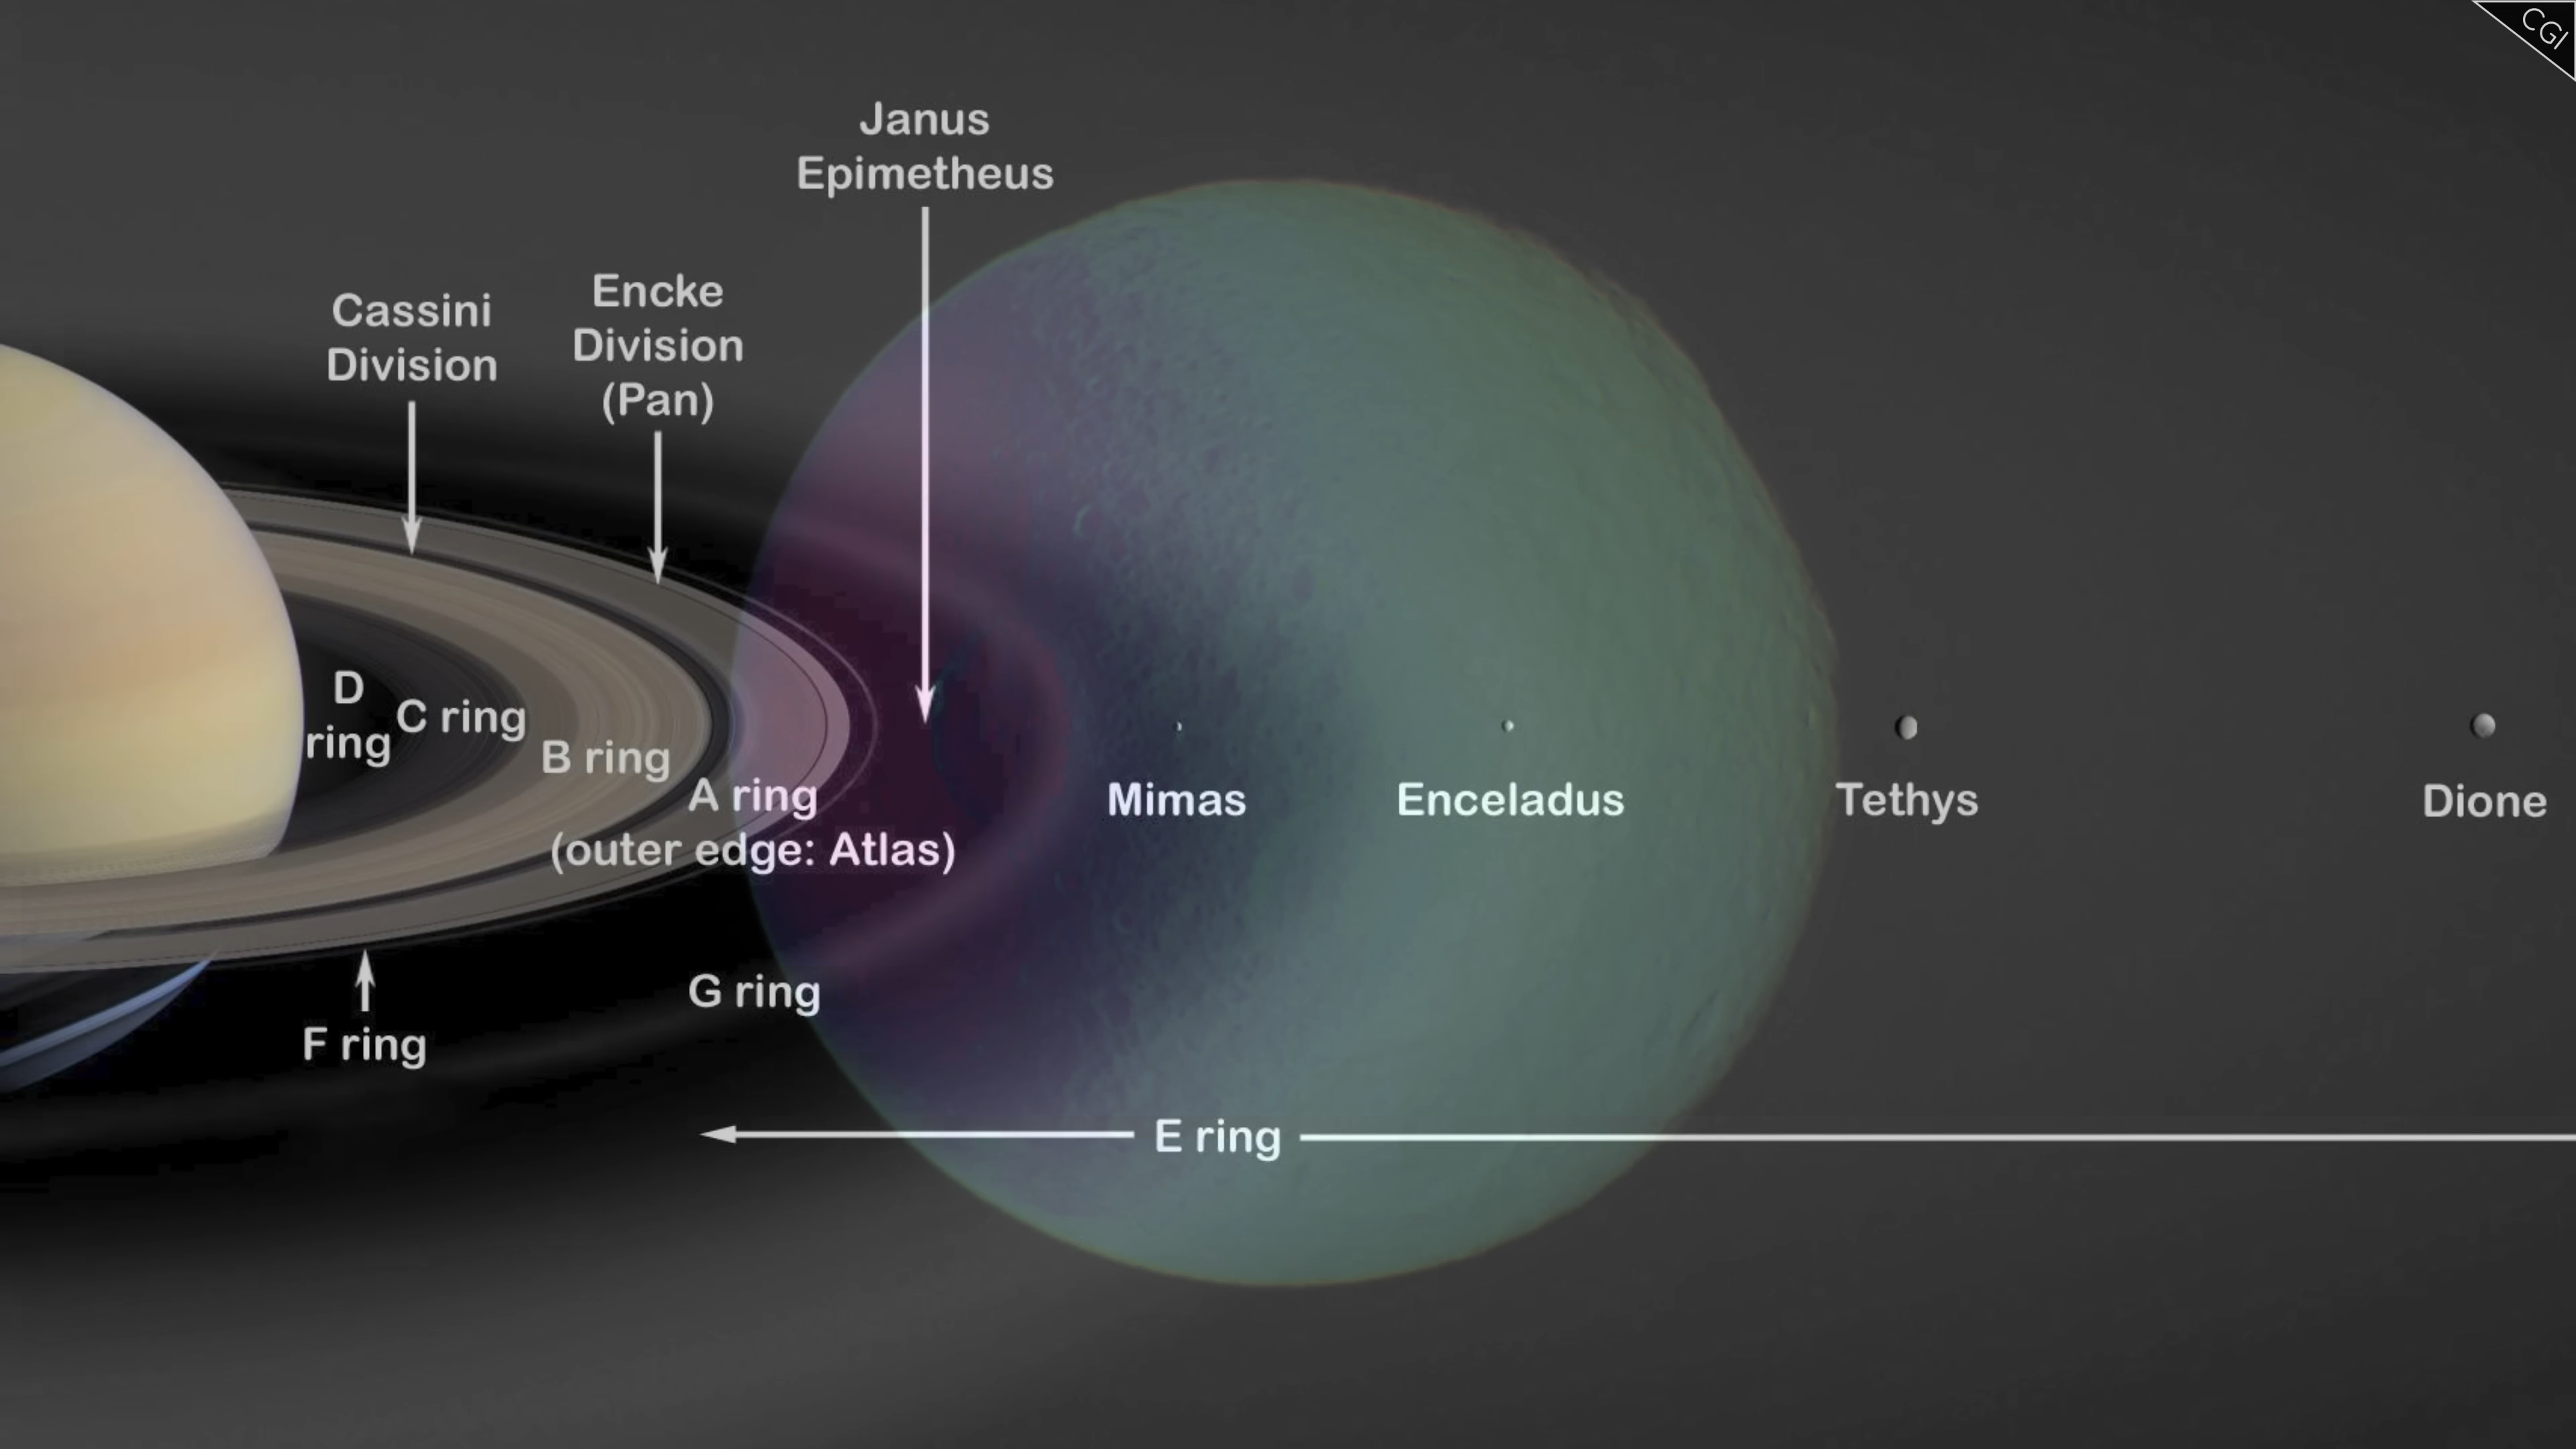 CGI
Janus
Epimetheus
Cassini
Division
Encke
Division
(Pan)
D
ring
C ring
B ring
A ring
(outer edge: Atlas)
Mimas
Enceladus
Tethys
Dione
G ring
F ring
E ring